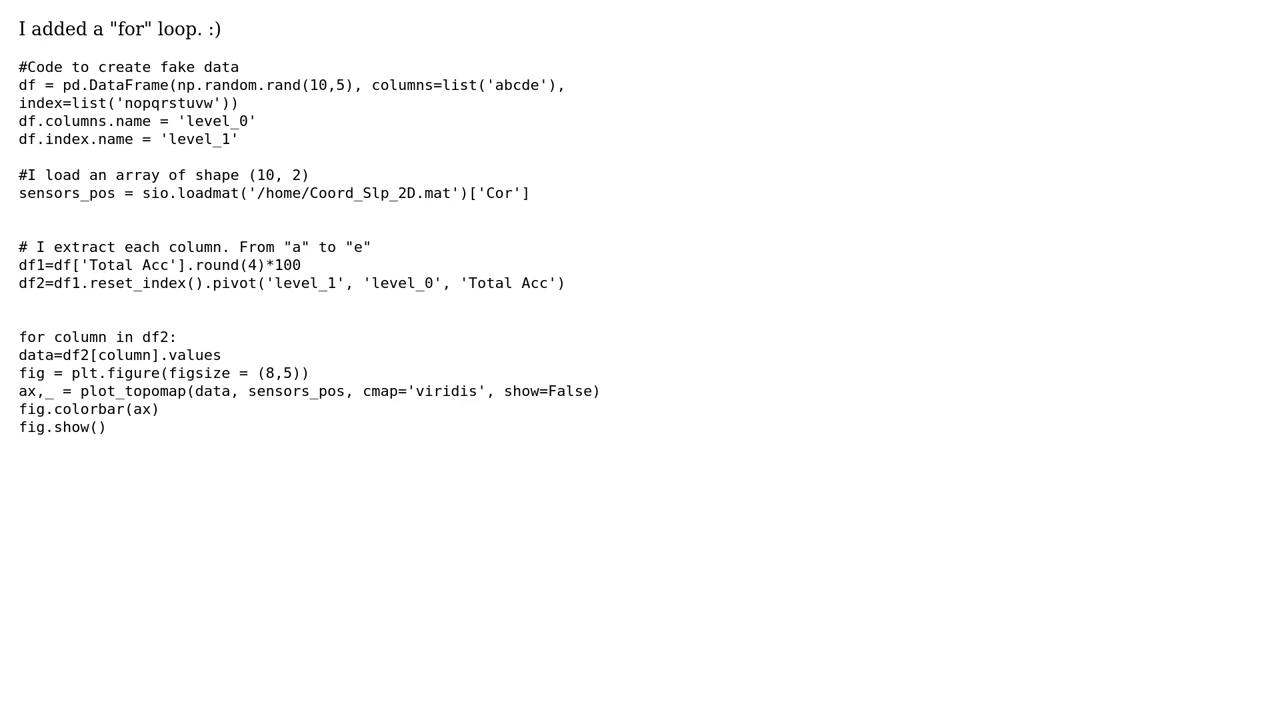 I added a "for" loop. :)
#Code to create fake data
df = pd.DataFrame(np.random.rand(10,5), columns=list('abcde'),
index=list('nopqrstuvw'))
df.columns.name = 'level_0'
df.index.name = 'level_1'
#I load an array of shape (10, 2)
sensors_pos = sio.loadmat('/home/Coord_Slp_2D.mat')['Cor']
# I extract each column. From "a" to "e"
df1=df['Total Acc'].round(4)*100
df2=df1.reset_index().pivot('level_1', 'level_0', 'Total Acc')
for column in df2:
data=df2[column].values
fig = plt.figure(figsize = (8,5))
ax,_ = plot_topomap(data, sensors_pos, cmap='viridis', show=False)
fig.colorbar(ax)
fig.show()